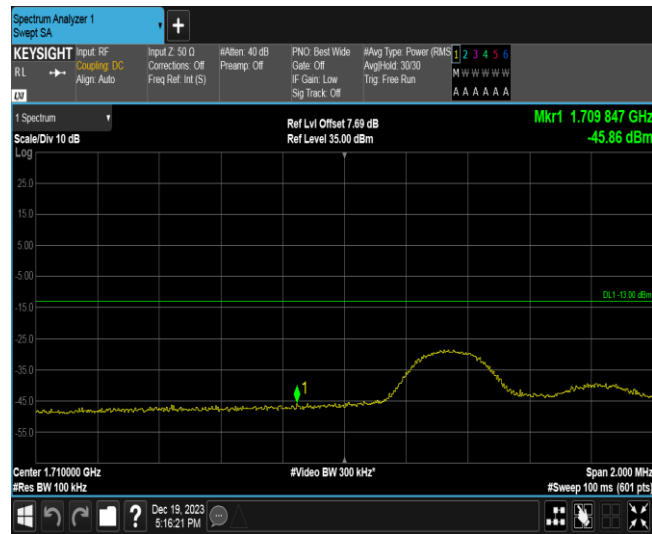 Spectrum Analyzer 1
Swept SA
+
KEYSIGHT
RL
LXI
Input: RF
Coupling: DC
Align: Auto
Input Z: 50 Ω
Corrections: Off
Freq Ref: Int (S)
#Atten: 40 dB
Preamp: Off
PNO: Best Wide
Gate: Off
IF Gain: Low
Sig Track: Off
#Avg Type: Power (RMS
Avg|Hold: 30/30
Trig: Free Run
1 2 3 4 5 6
M W W W W W
A A A A A A
1 Spectrum
Scale/Div 10 dB
Log
Ref Lvl Offset 7.69 dB
Ref Level 35.00 dBm
Mkr1 1.709 847 GHz
-45.86 dBm
25.0
15.0
5.00
-5.00
DL1 -13.00 dBm
-15.0
-25.0
-35.0
1
-45.0
-55.0
Center 1.710000 GHz
#Res BW 100 kHz
#Video BW 300 kHz*
Span 2.000 MHz
#Sweep 100 ms (601 pts)
?
Dec 19, 2023
5:16:21 PM